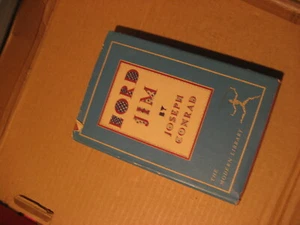 LORD
JIM
BY
JOSEPH
CONRAD
THE
MODERN LIBRARY